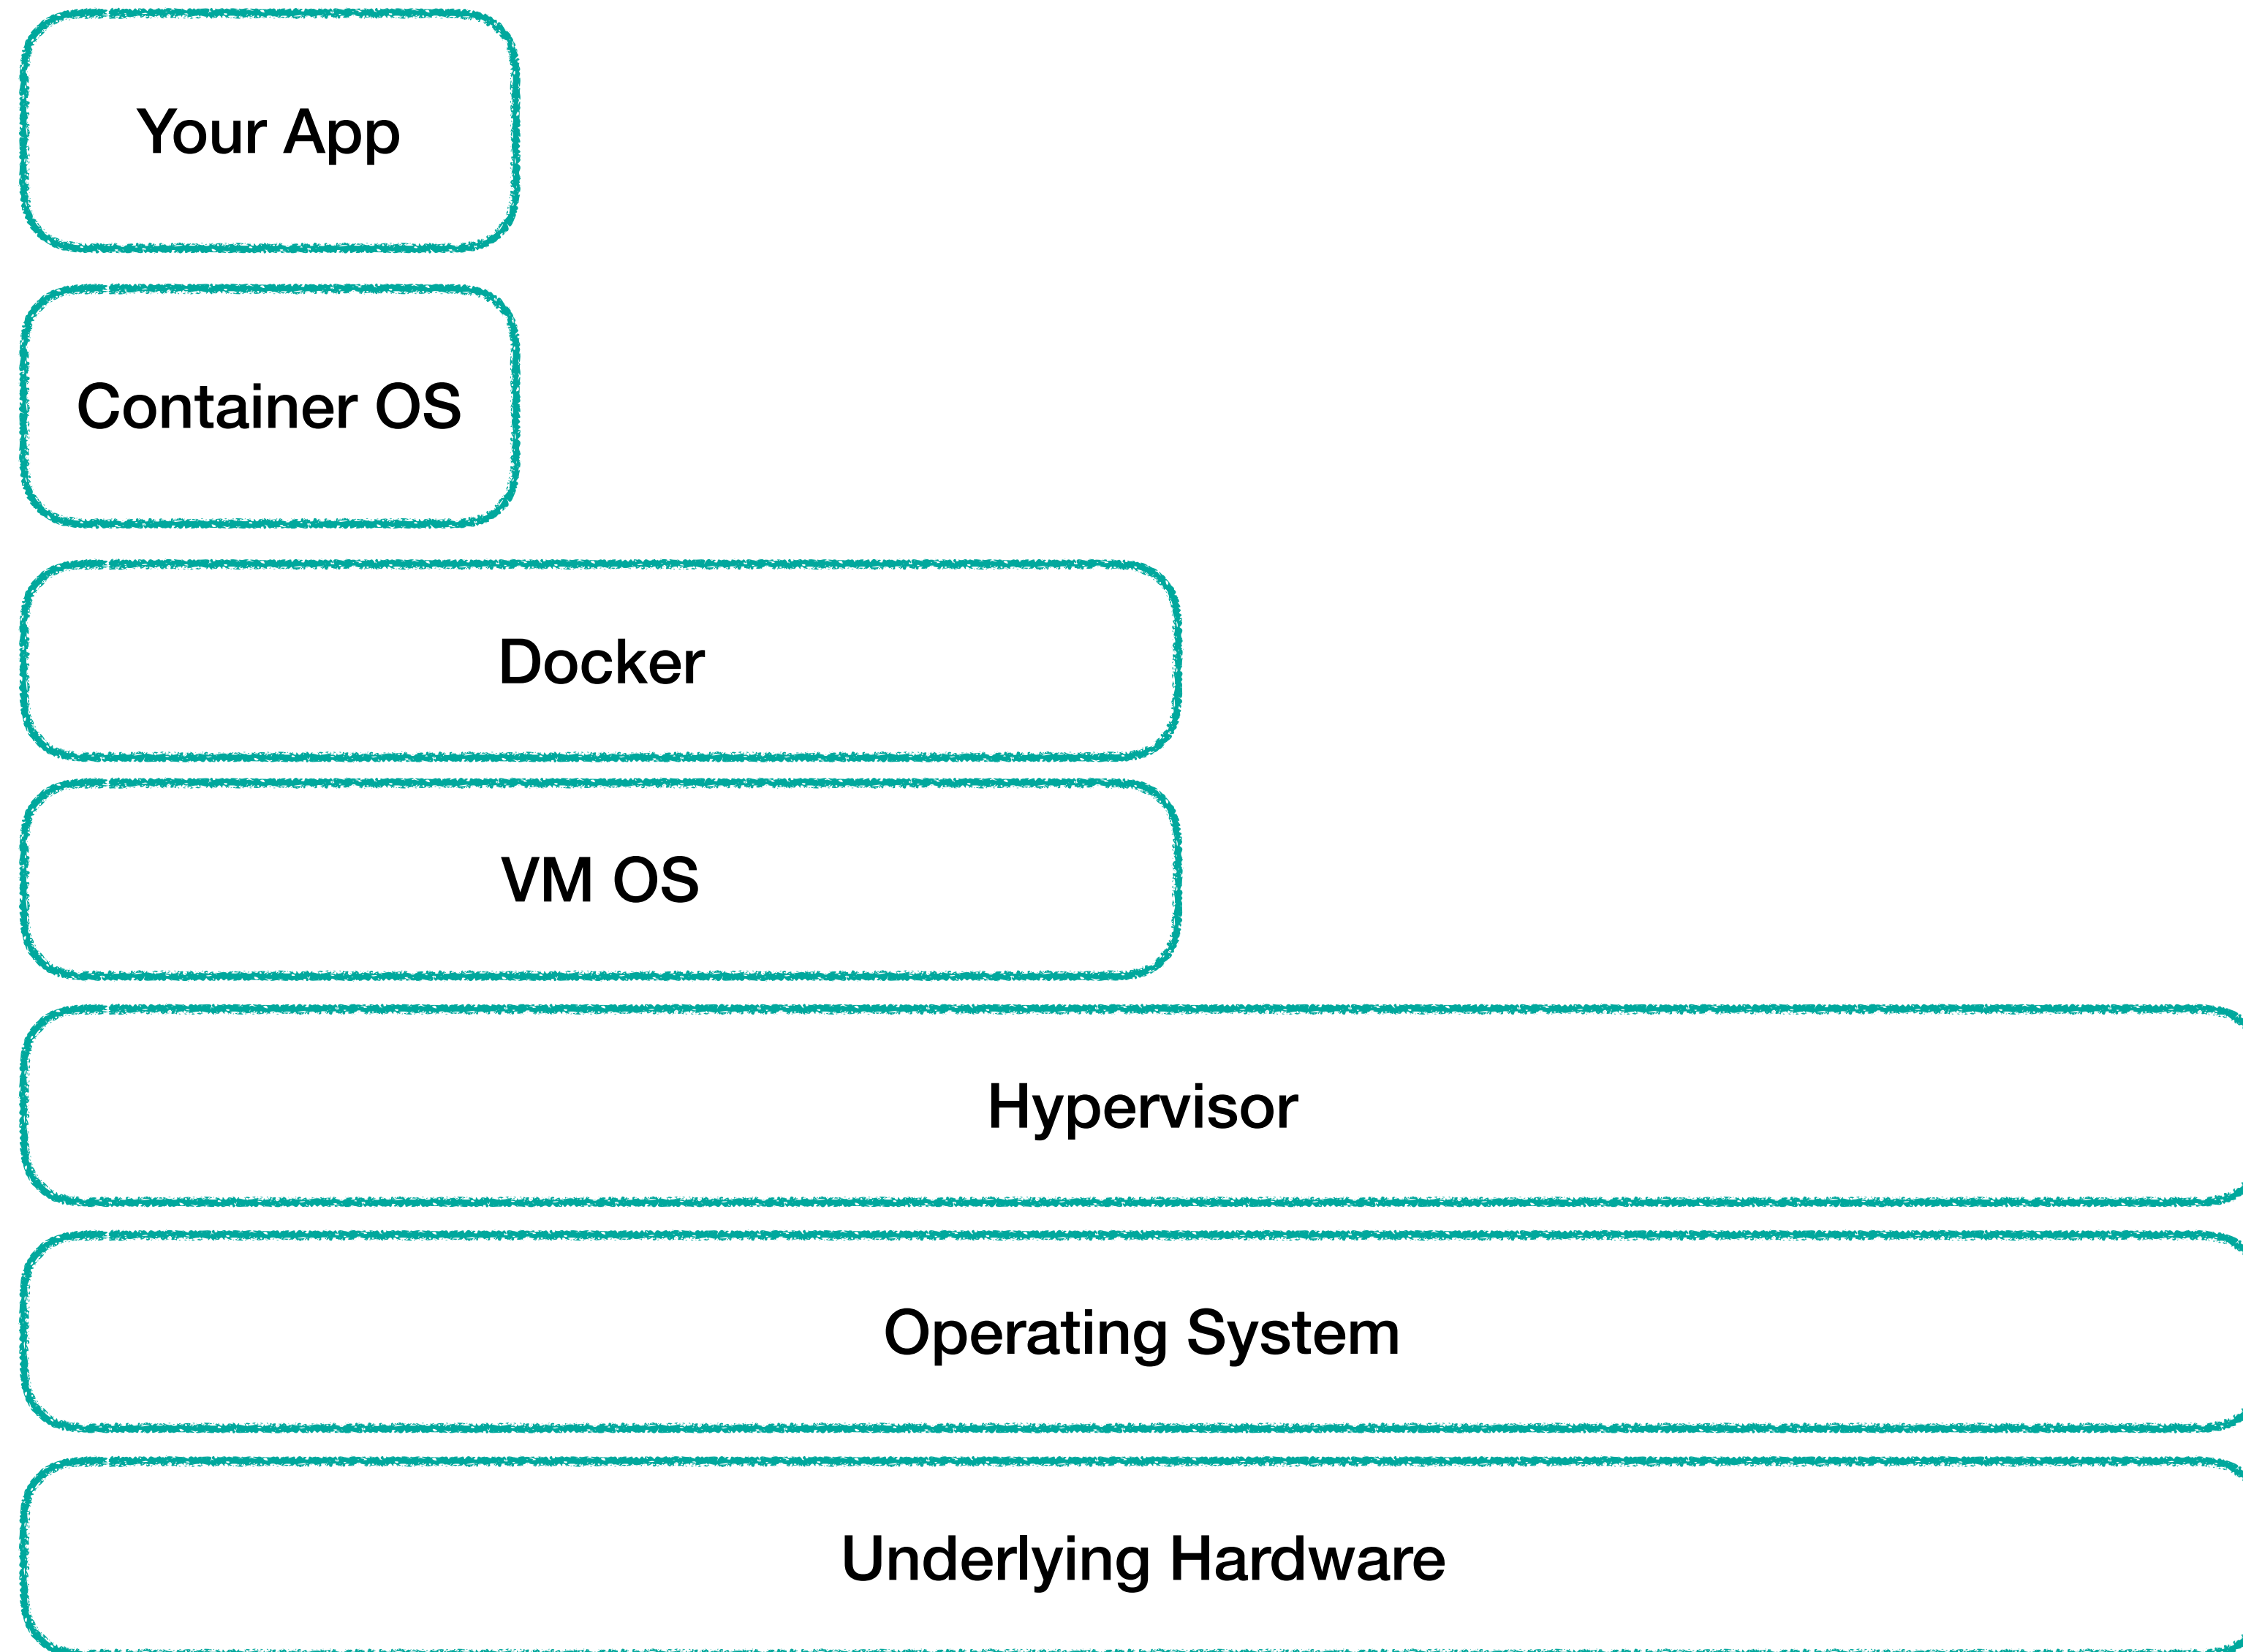 Your App
Container OS
Docker
VM OS
Hypervisor
Operating System
Underlying Hardware